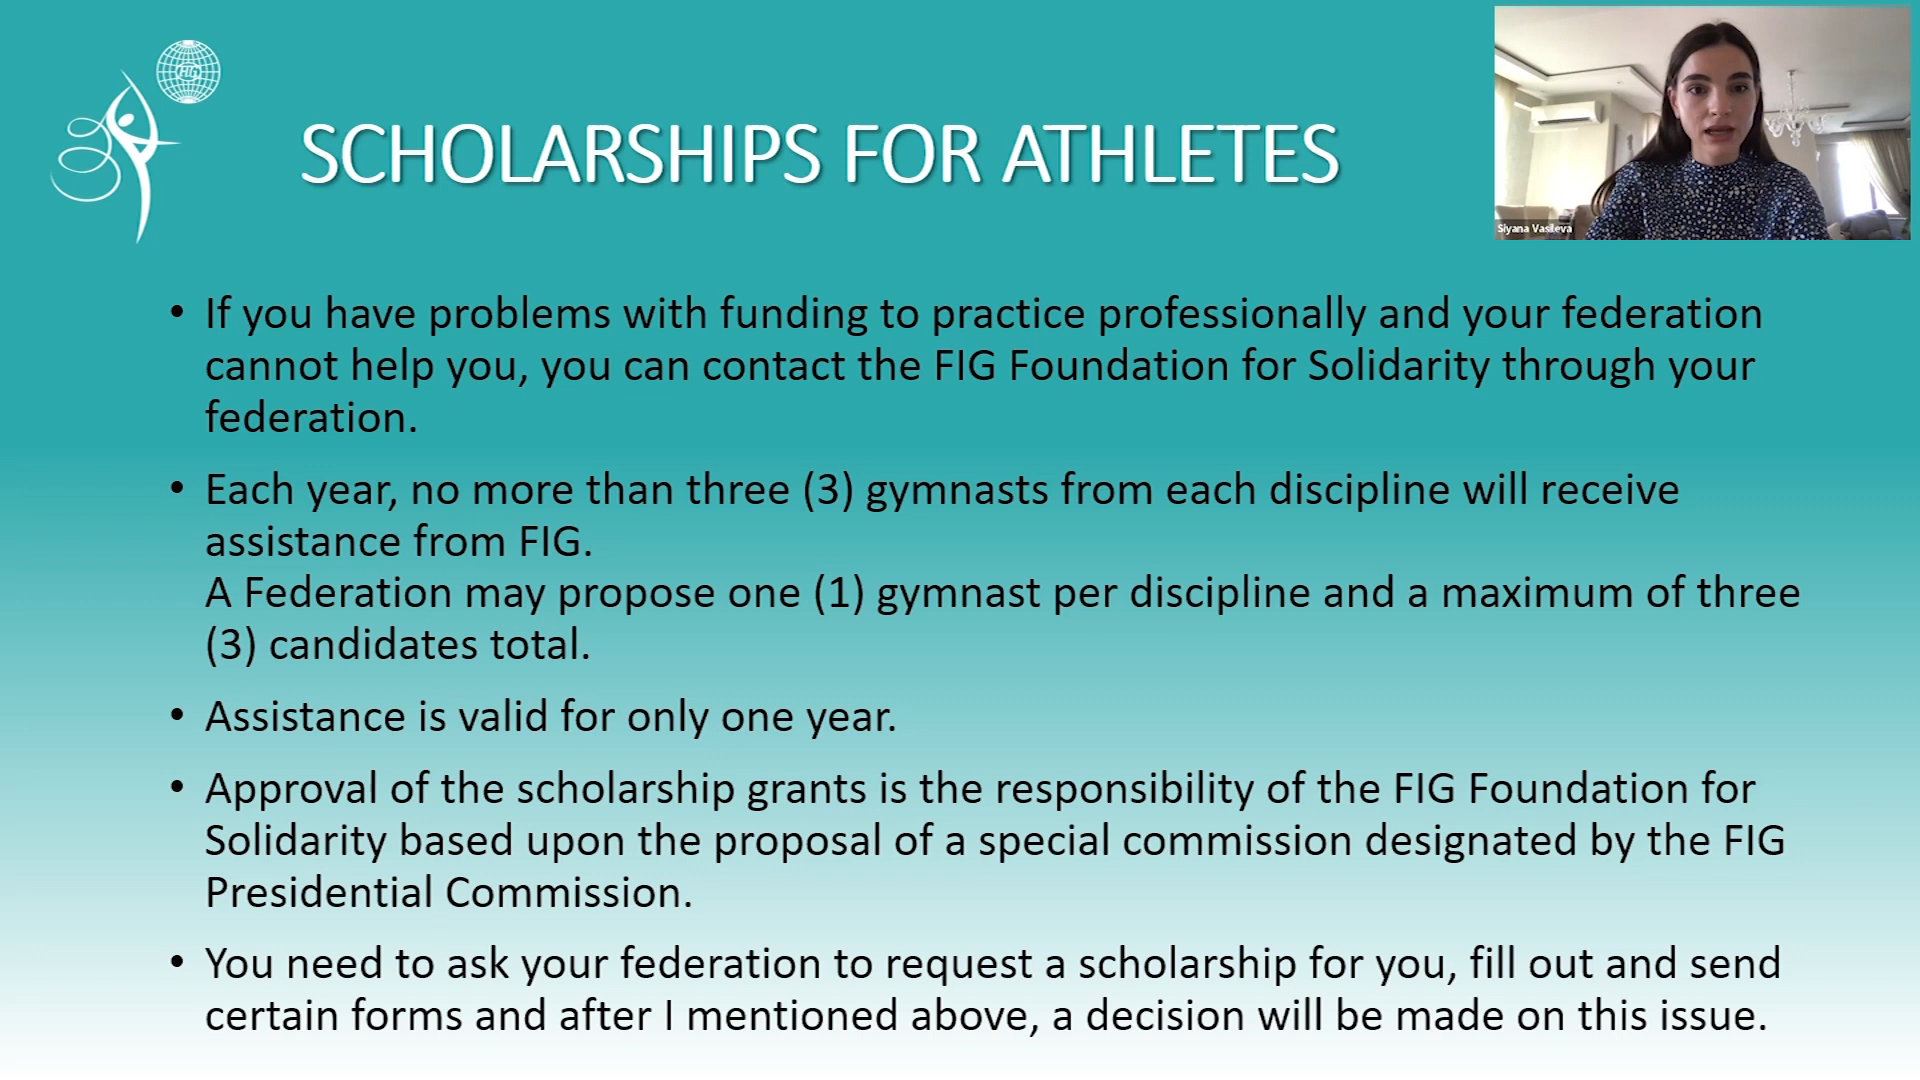 FIG
SCHOLARSHIPS FOR ATHLETES
Siyana Vasileva
• If you have problems with funding to practice professionally and your federation
cannot help you, you can contact the FIG Foundation for Solidarity through your
federation.
• Each year, no more than three (3) gymnasts from each discipline will receive
assistance from FIG.
A Federation may propose one (1) gymnast per discipline and a maximum of three
(3) candidates total.
• Assistance is valid for only one year.
• Approval of the scholarship grants is the responsibility of the FIG Foundation for
Solidarity based upon the proposal of a special commission designated by the FIG
Presidential Commission.
• You need to ask your federation to request a scholarship for you, fill out and send
certain forms and after I mentioned above, a decision will be made on this issue.